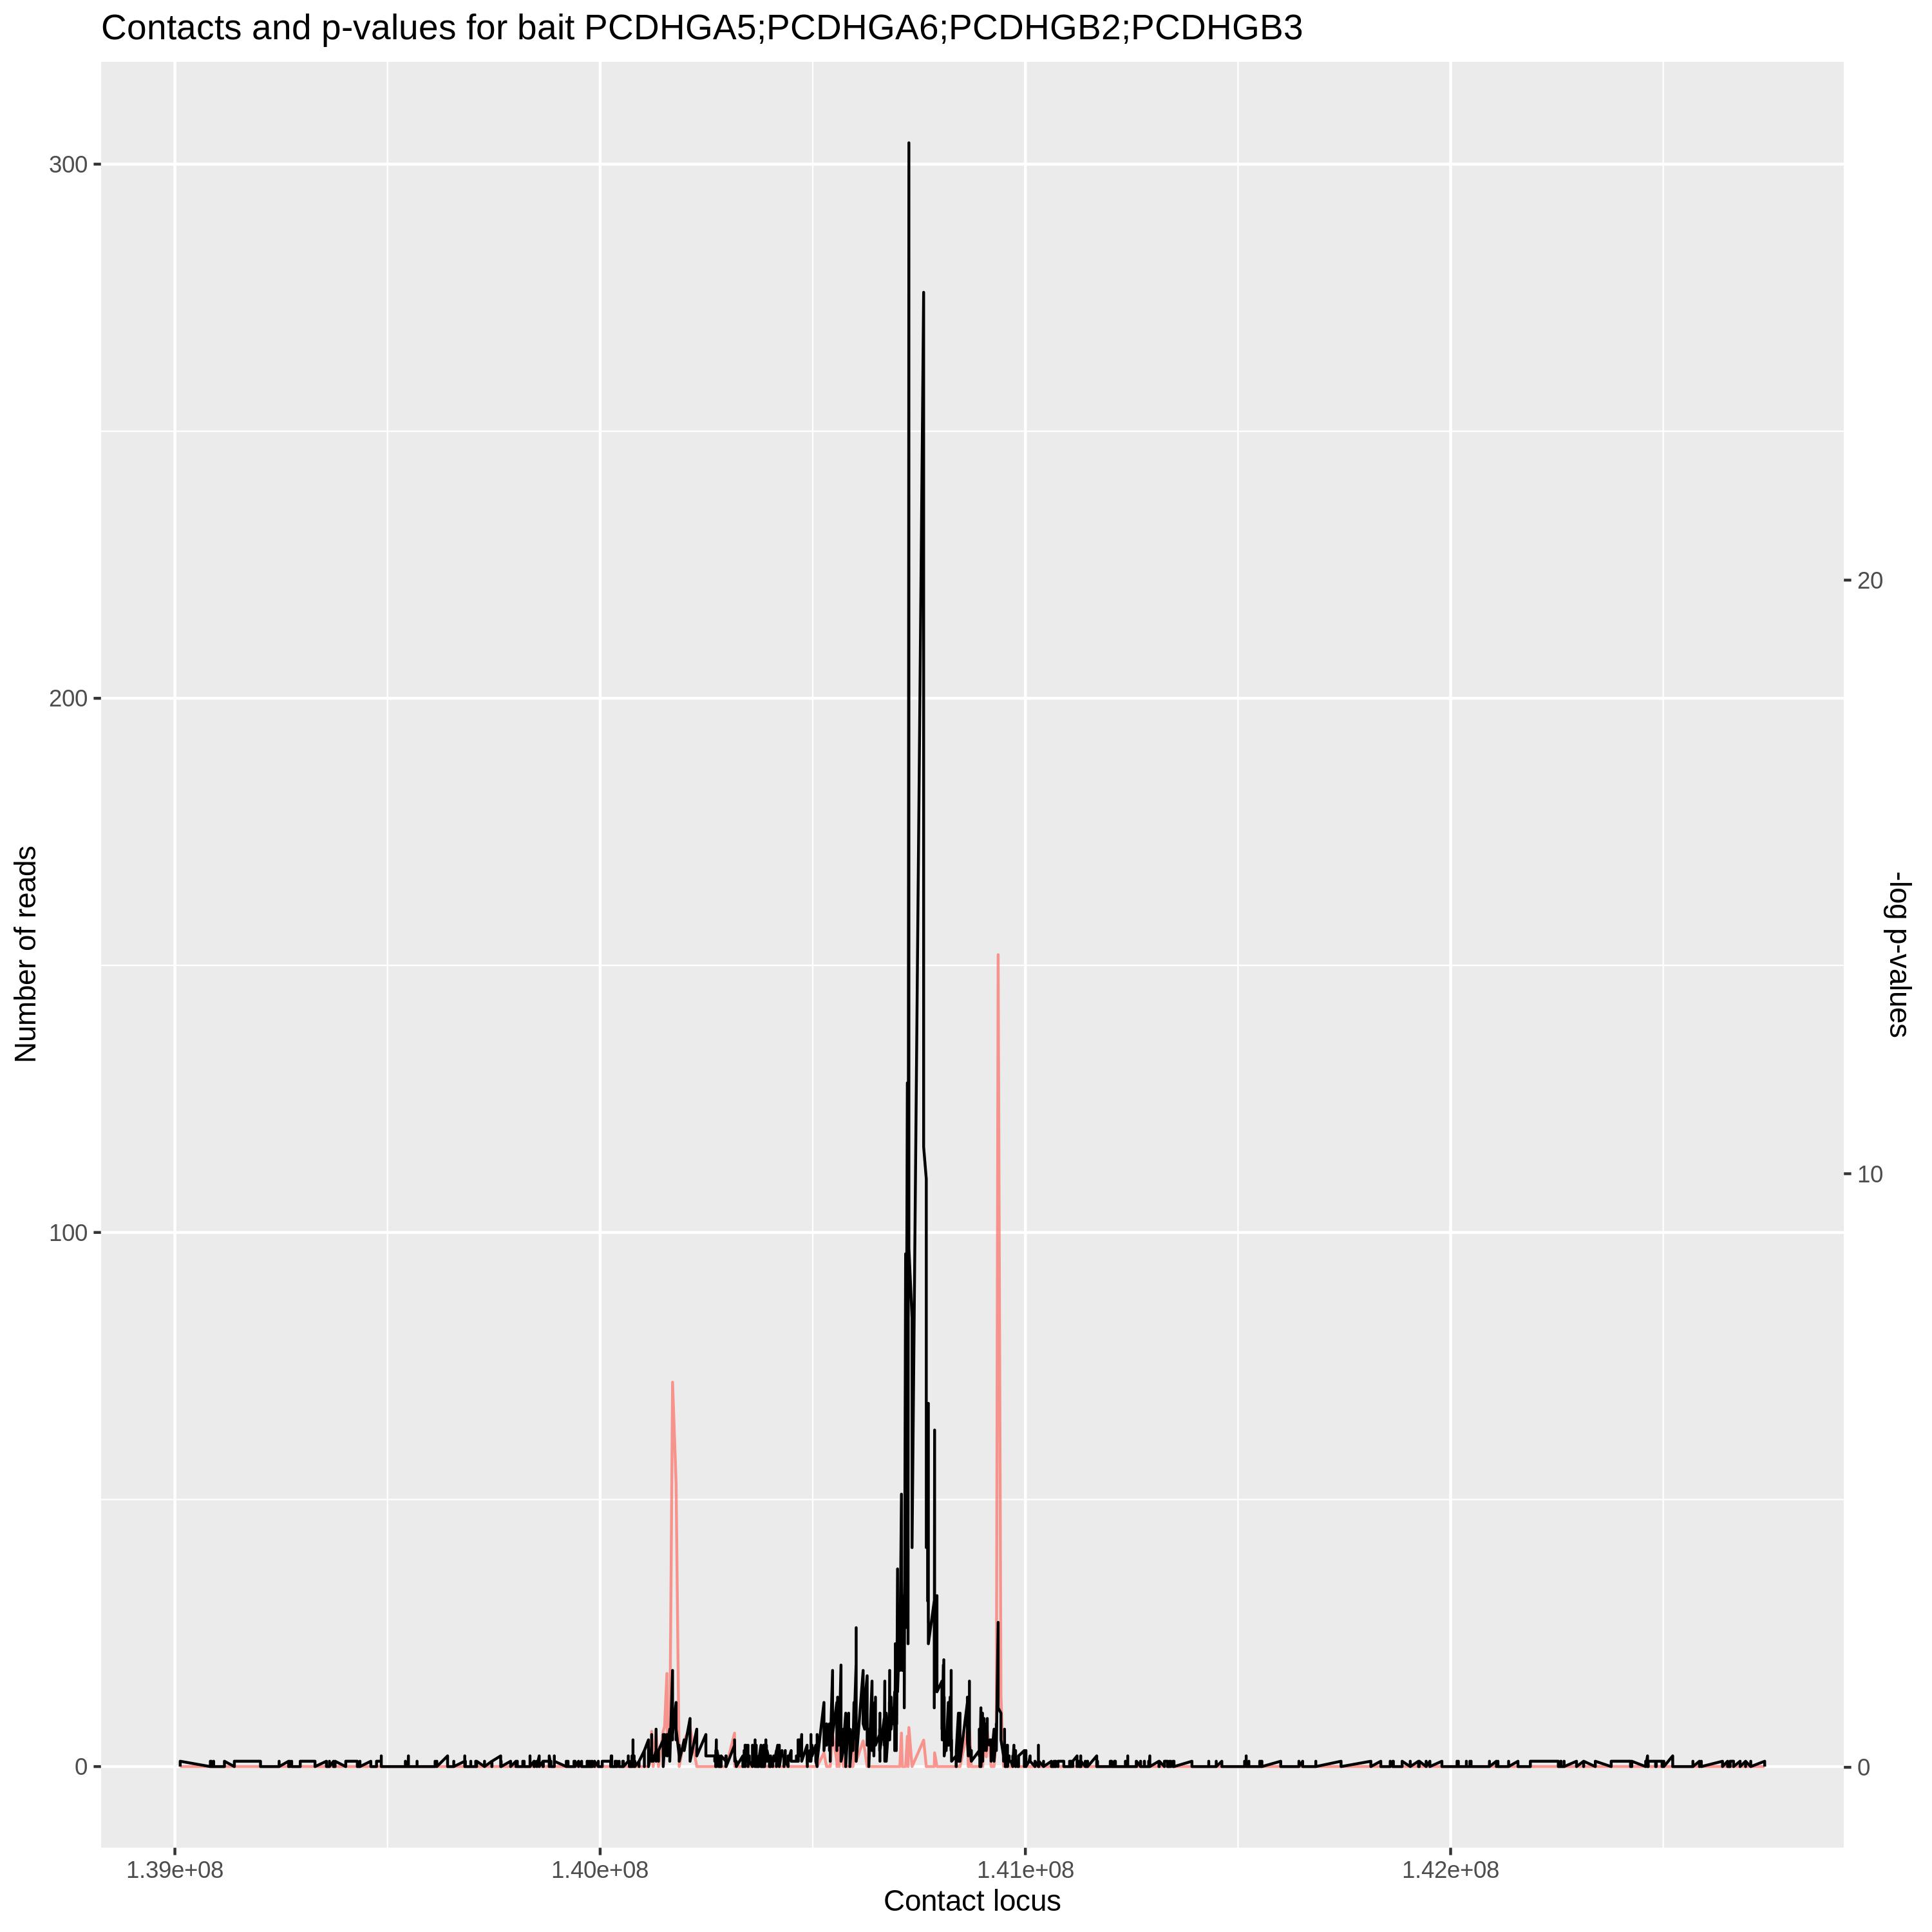 Contacts and p-values for bait PCDHGA5;PCDHGA6;PCDHGB2;PCDHGB3
300
200
100
0
Number of reads
20
10
0
-log p-values
1.39e+08
1.40e+08
1.41e+08
1.42e+08
Contact locus